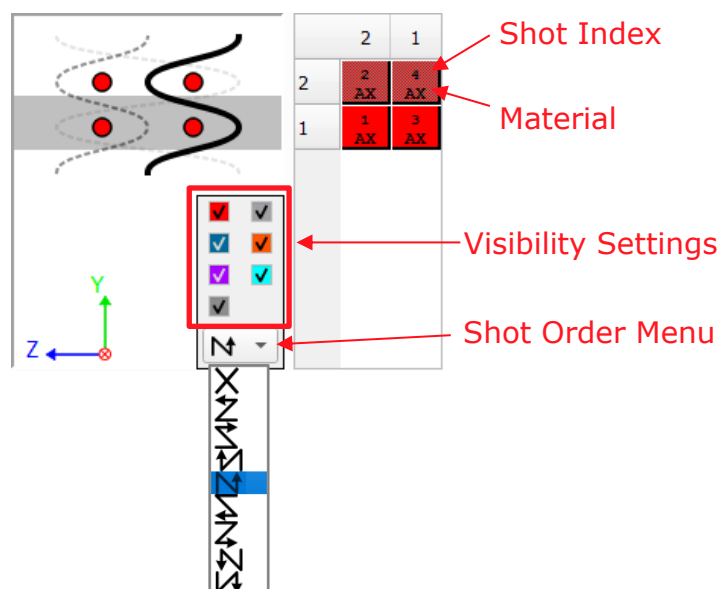 2 1
Shot Index
2
2 4
AX AX
Material
1
1 3
AX AX
Visibility Settings
Y
Z
Shot Order Menu